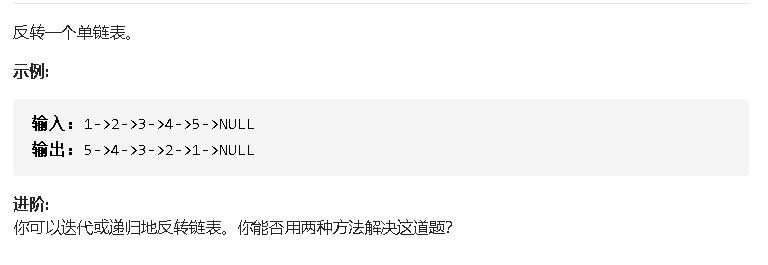 反转一个单链表。
示例:
输入: 1->2->3->4->5->NULL
输出: 5->4->3->2->1->NULL
进阶:
你可以迭代或递归地反转链表。你能否用两种方法解决这道题?